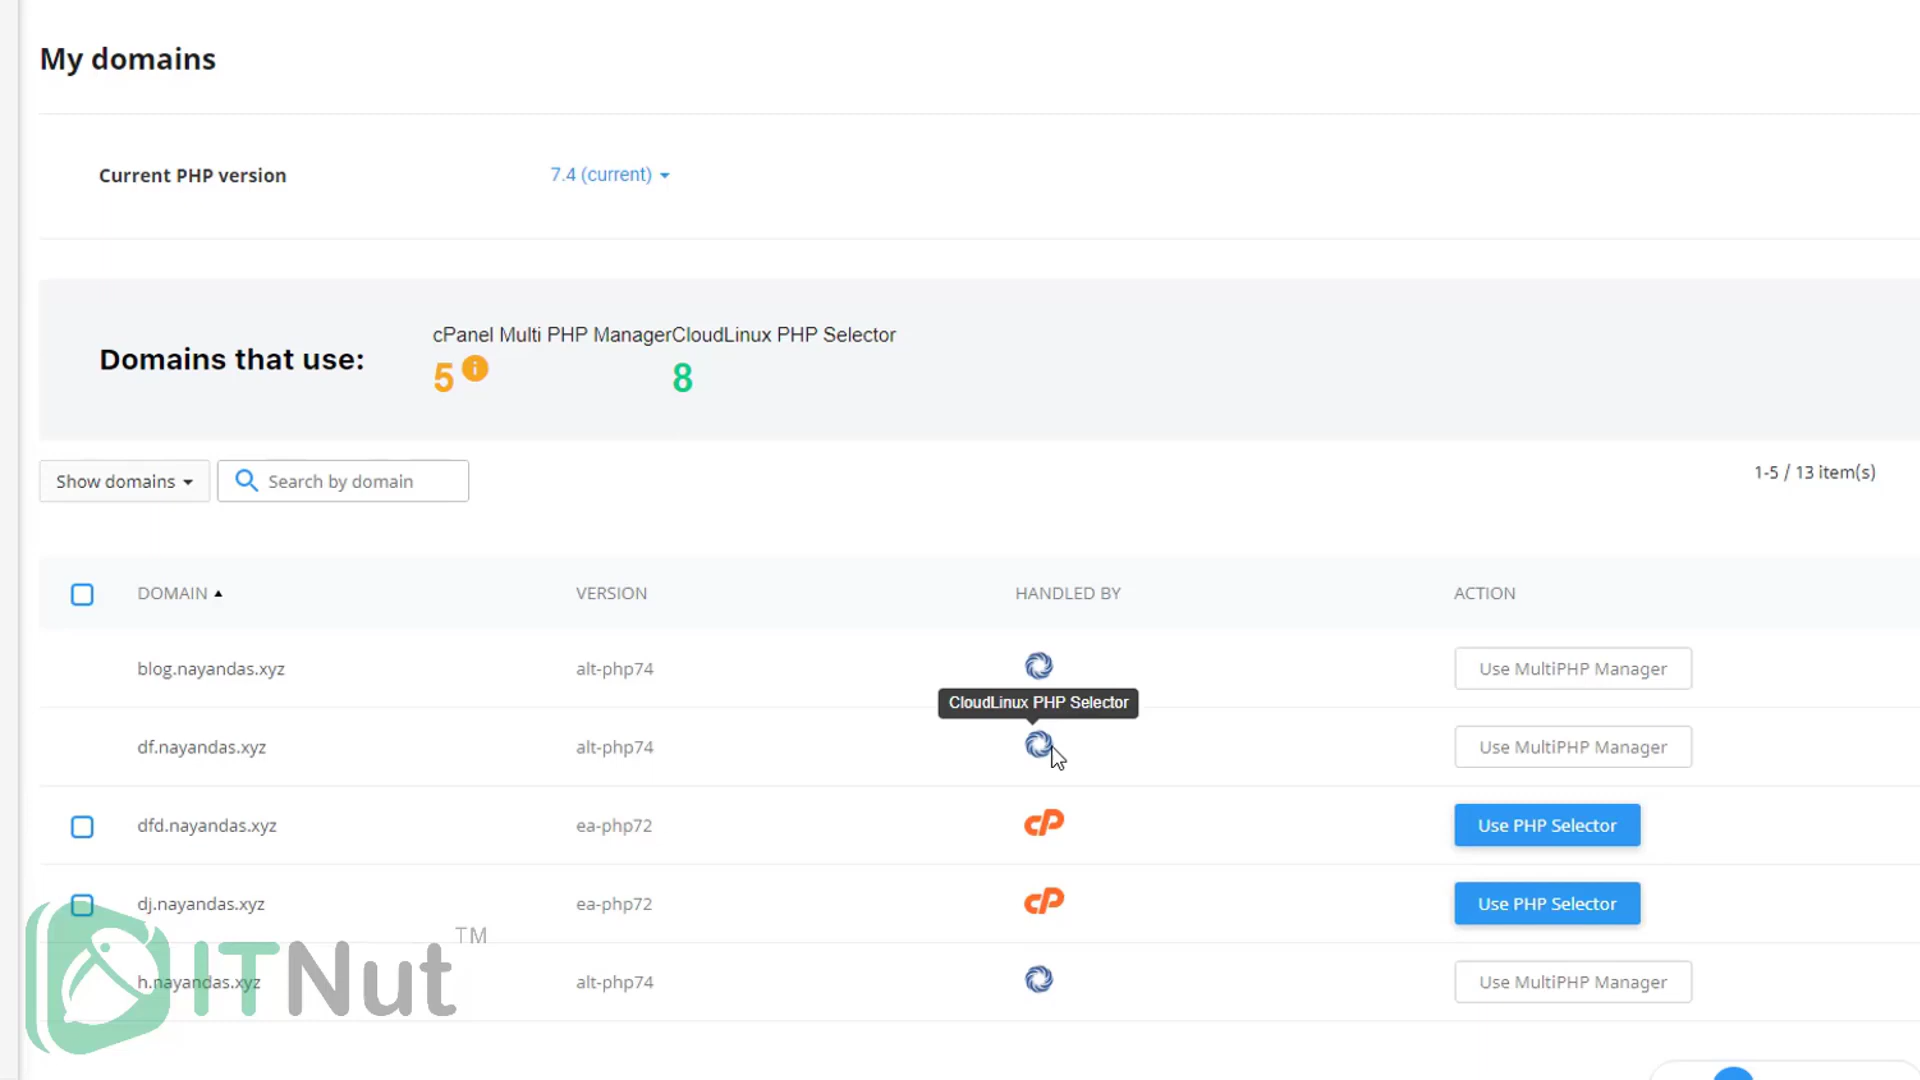 My domains
Current PHP version
7.4 (current)
Domains that use:
cPanel Multi PHP ManagerCloudLinux PHP Selector
5 i
8
Show domains
Search by domain
1-5 / 13 item(s)
DOMAIN
VERSION
HANDLED BY
ACTION
blog.nayandas.xyz
alt-php74
Use MultiPHP Manager
CloudLinux PHP Selector
df.nayandas.xyz
alt-php74
Use MultiPHP Manager
dfd.nayandas.xyz
ea-php72
cP
Use PHP Selector
dj.nayandas.xyz
ea-php72
cP
Use PHP Selector
h.nayandas.xyz
alt-php74
Use MultiPHP Manager
ITNut TM